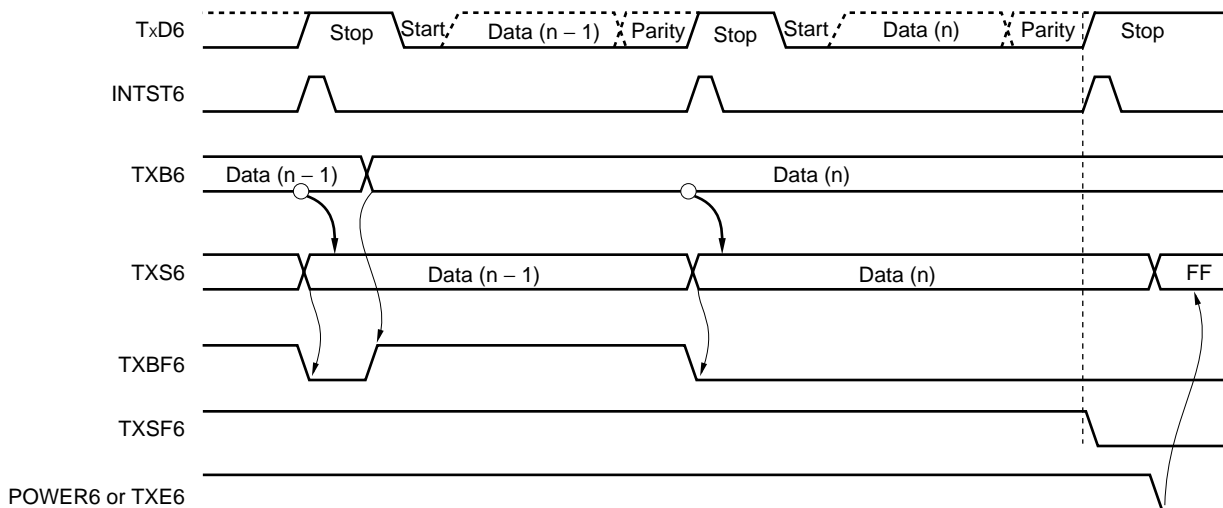 TxD6 Stop Start Data (n – 1) Parity Stop Start Data (n) Parity Stop
INTST6
TXB6 Data (n – 1) Data (n)
TXS6 Data (n – 1) Data (n) FF
TXBF6
TXSF6
POWER6 or TXE6